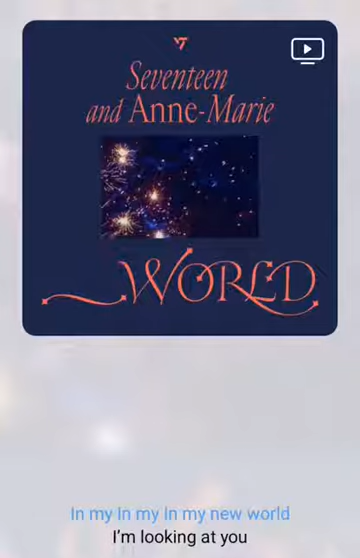 Seventeen
and Anne-Marie
WORLD
In my In my In my new world
I'm looking at you